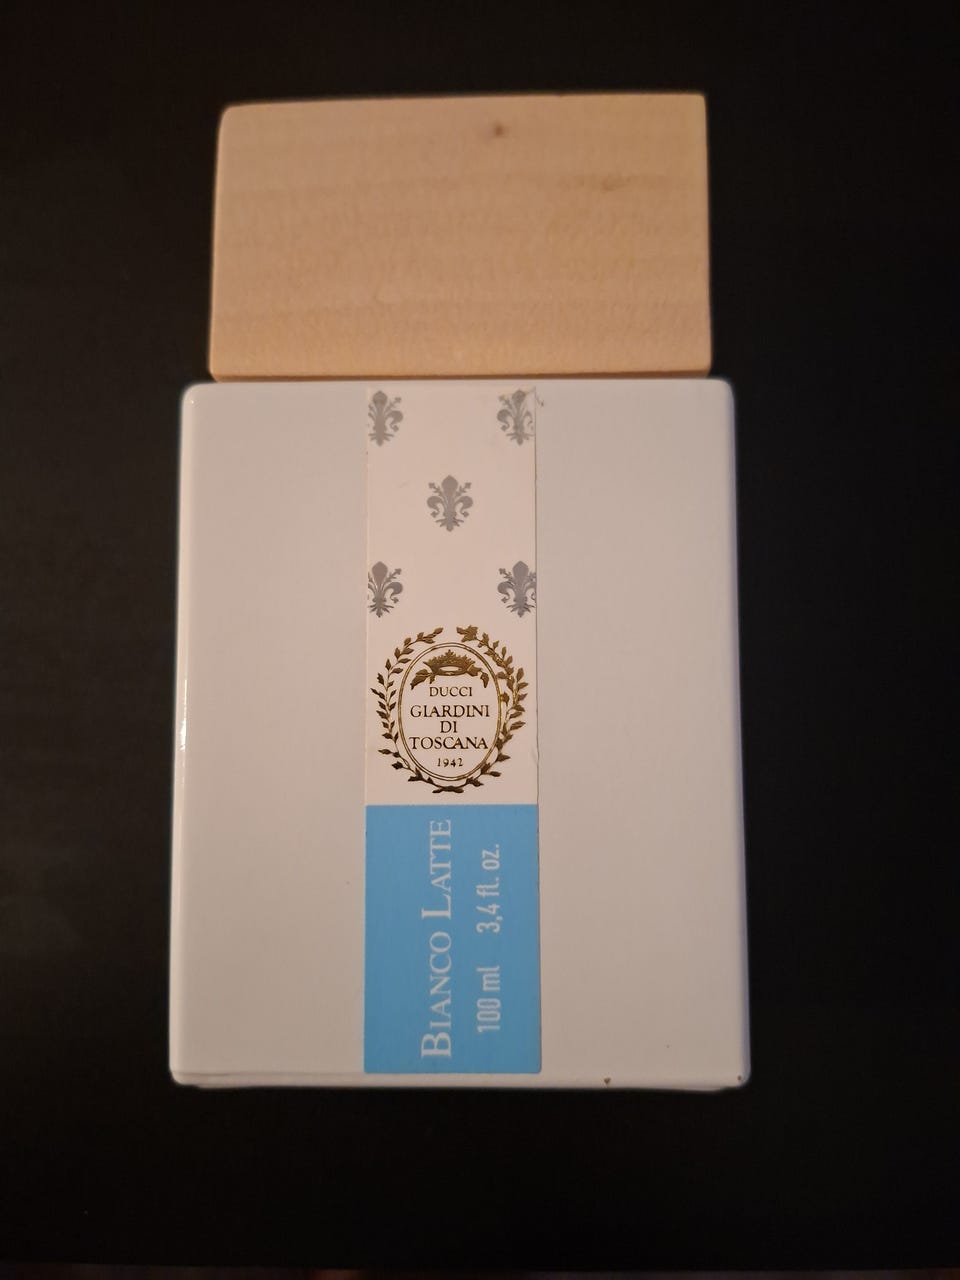 DUCCI
GIARDINI
DI
TOSCANA
1942
BIANCO LATTE
100 ml 3,4 fl. oz.